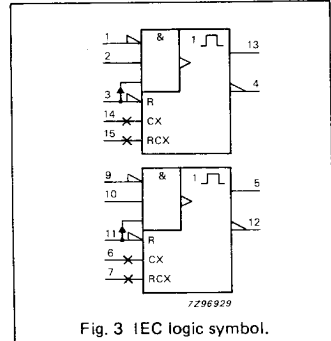 1 & 1 13
2
4
3 R
14 CX
15 RCX
9 & 1 5
10
12
11 R
6 CX
7 RCX
7Z96929
Fig. 3 IEC logic symbol.